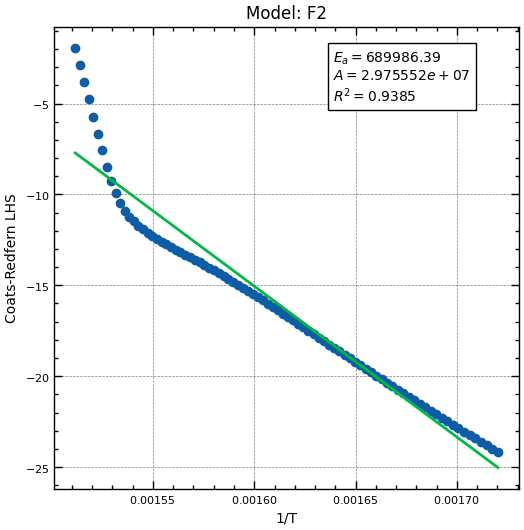 Model: F2
E_a = 689986.39
A = 2.975552e + 07
R² = 0.9385
Coats-Redfern LHS
−5
−10
−15
−20
−25
0.00155 0.00160 0.00165 0.00170
1/T